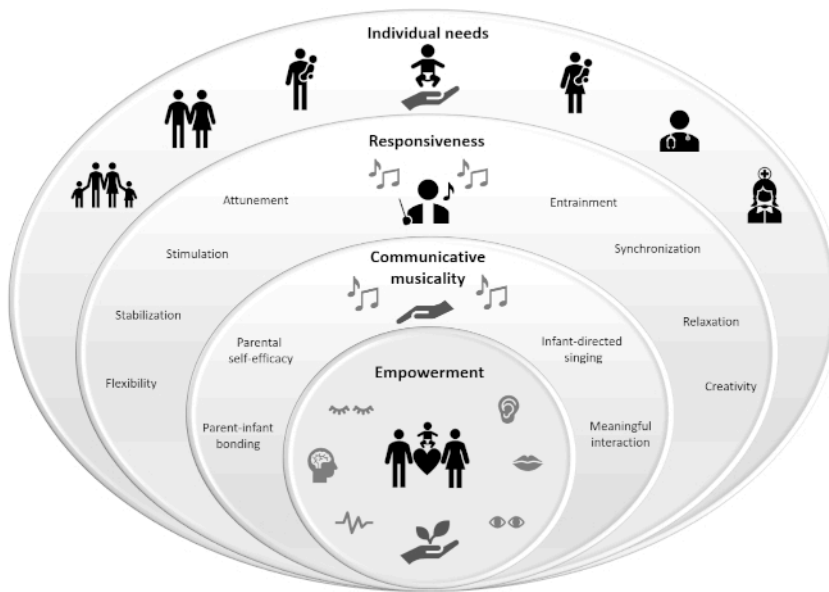 Individual needs
Responsiveness
Attunement
Entrainment
Stimulation
Synchronization
Communicative
musicality
Stabilization
Relaxation
Parental
self-efficacy
Infant-directed
singing
Flexibility
Creativity
Empowerment
Parent-infant
bonding
Meaningful
interaction